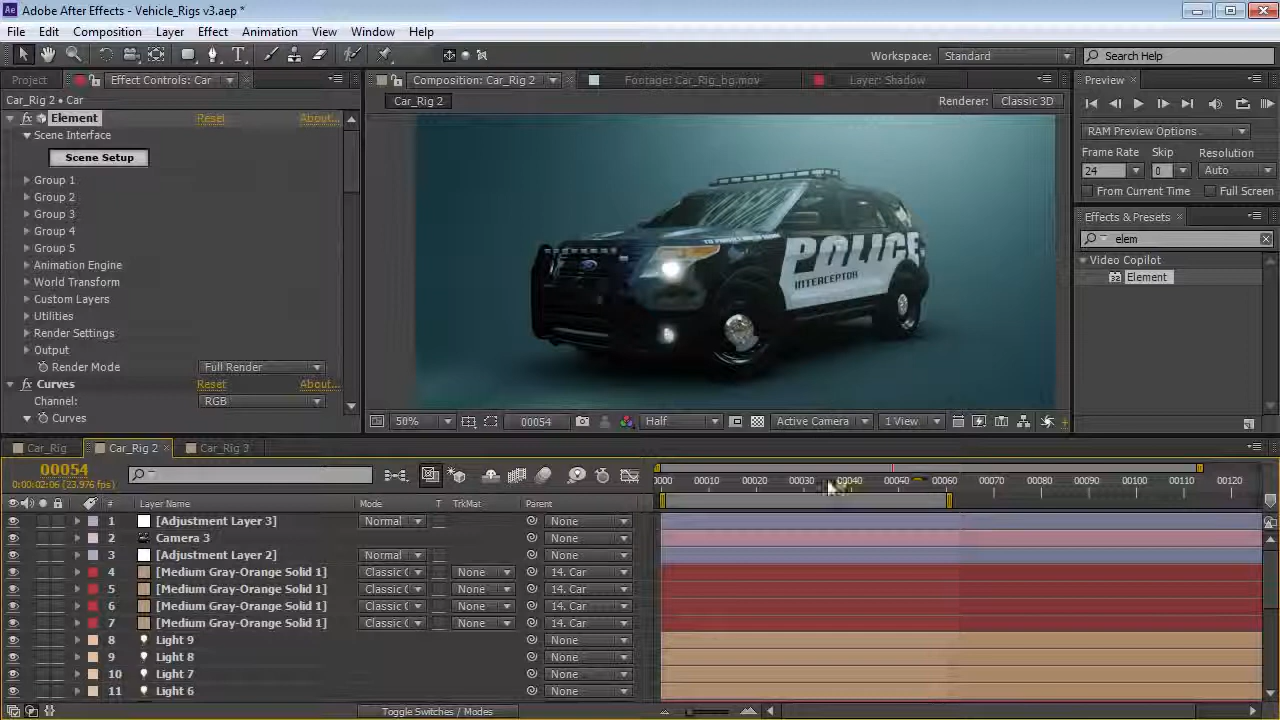 Adobe After Effects - Vehicle_Rigs v3.aep *
File Edit Composition Layer Effect Animation View Window Help
Workspace: Standard Search Help
Project Effect Controls: Car Composition: Car_Rig 2 Footage: Car_Rig_bg.mov Layer: Shadow Preview
Car_Rig 2 • Car Car_Rig 2 Renderer: Classic 3D
Element Reset About...
Scene Interface
Scene Setup
Group 1
Group 2
Group 3
Group 4
Group 5
Animation Engine
World Transform
Custom Layers
Utilities
Render Settings
Output
Render Mode Full Render
Curves Reset About...
Channel: RGB
Curves
POLICE
INTERCEPTOR
50% 00054 Half Active Camera 1 View
RAM Preview Options
Frame Rate Skip Resolution
24 0 Auto
From Current Time Full Screen
Effects & Presets
elem
Video Copilot
Element
Car_Rig Car_Rig 2 Car_Rig 3
00054
0:00:02:06 (23.976 fps)
0000 00010 00020 00030 00040 00050 00060 00070 00080 00090 00100 00110 00120
# Layer Name Mode T TrkMat Parent
1 [Adjustment Layer 3] Normal None
2 Camera 3 None
3 [Adjustment Layer 2] Normal None
4 [Medium Gray-Orange Solid 1] Classic C None 14. Car
5 [Medium Gray-Orange Solid 1] Classic C None 14. Car
6 [Medium Gray-Orange Solid 1] Classic C None 14. Car
7 [Medium Gray-Orange Solid 1] Classic C None 14. Car
8 Light 9 None
9 Light 8 None
10 Light 7 None
11 Light 6 None
Toggle Switches / Modes